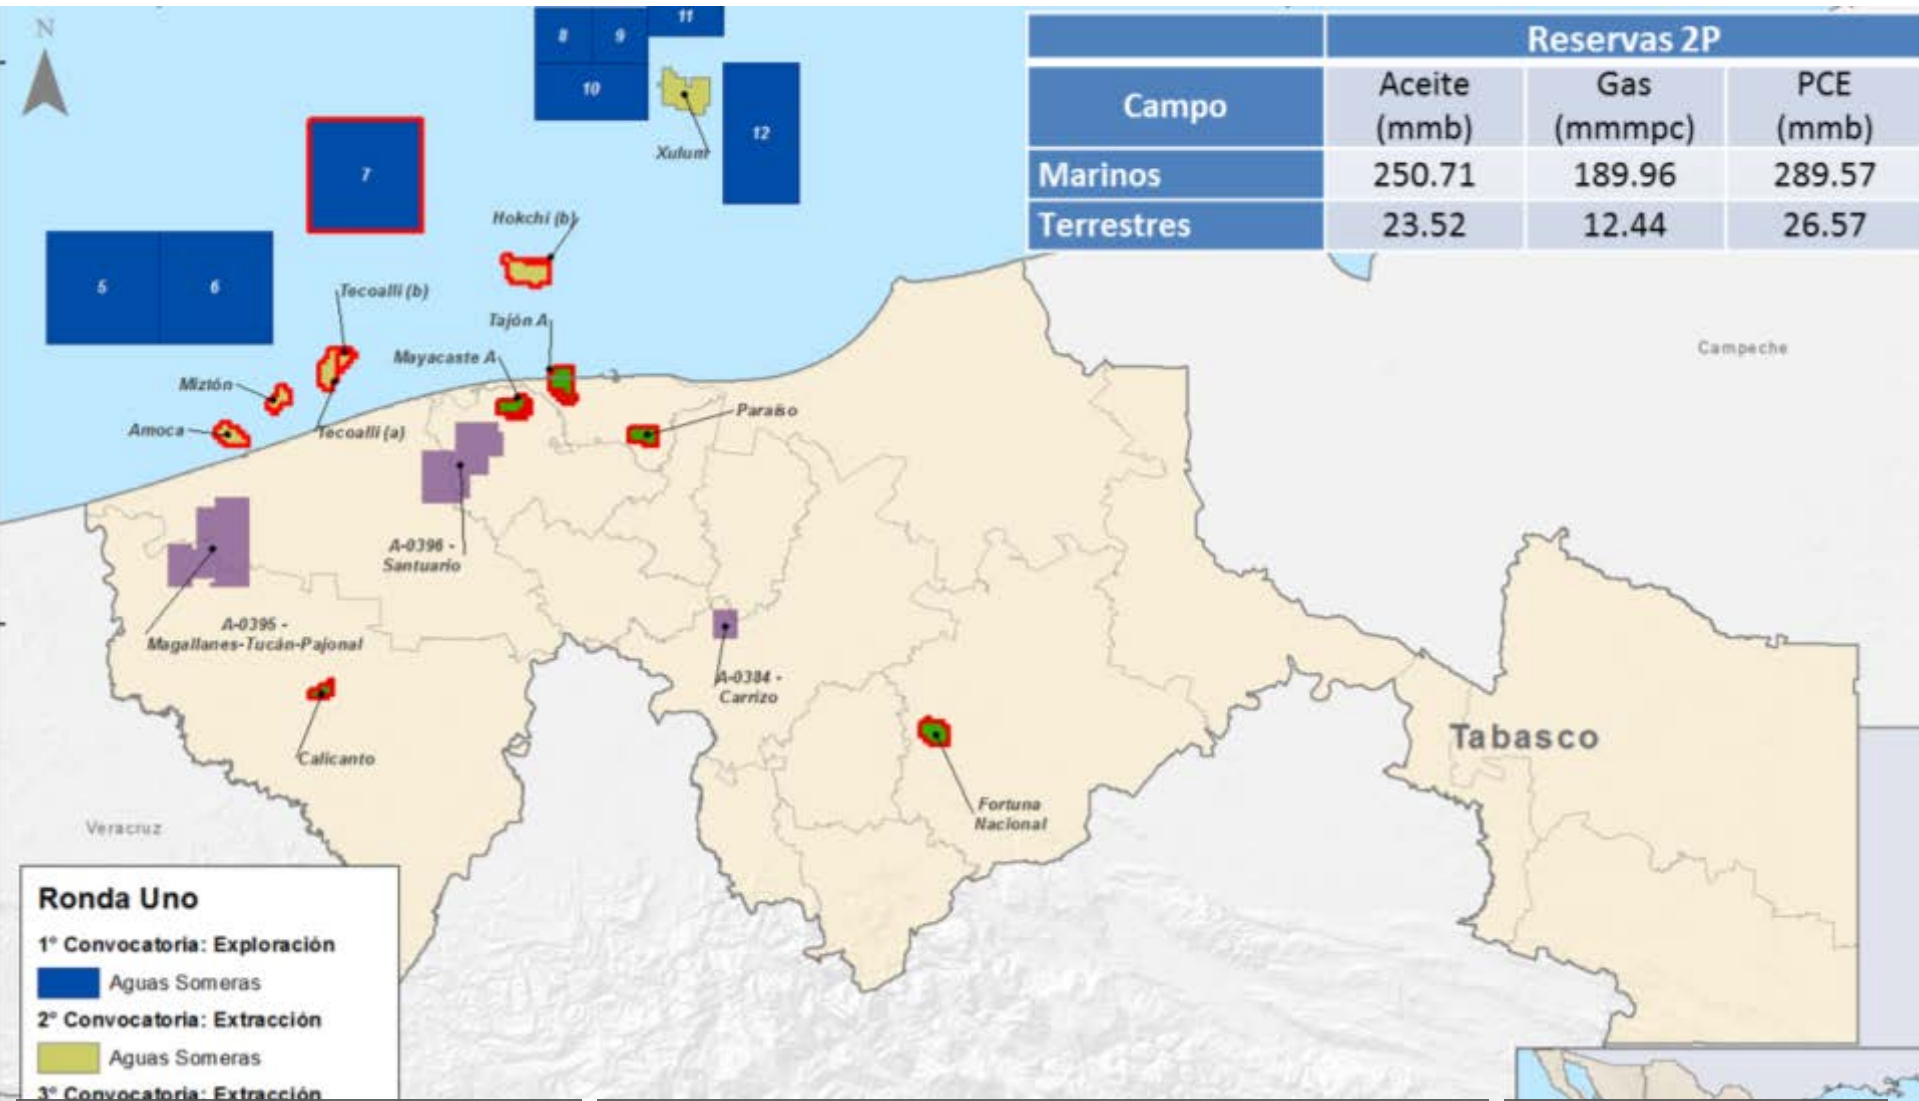 N
8
9
11
10
12
7
5
6
Xulum
Hokchi (b)
Tecoalli (b)
Tajón A
Mayacaste A
Miztón
Amoca
Tecoalli (a)
Paraíso
A-0396 -
Santuario
A-0395 -
Magallanes-Tucán-Pajonal
A-0384 -
Carrizo
Calicanto
Fortuna
Nacional
Tabasco
Campeche
Veracruz
Reservas 2P
Campo
Aceite
(mmb)
Gas
(mmmpc)
PCE
(mmb)
Marinos 250.71 189.96 289.57
Terrestres 23.52 12.44 26.57
Ronda Uno
1° Convocatoria: Exploración
Aguas Someras
2° Convocatoria: Extracción
Aguas Someras
3° Convocatoria: Extracción